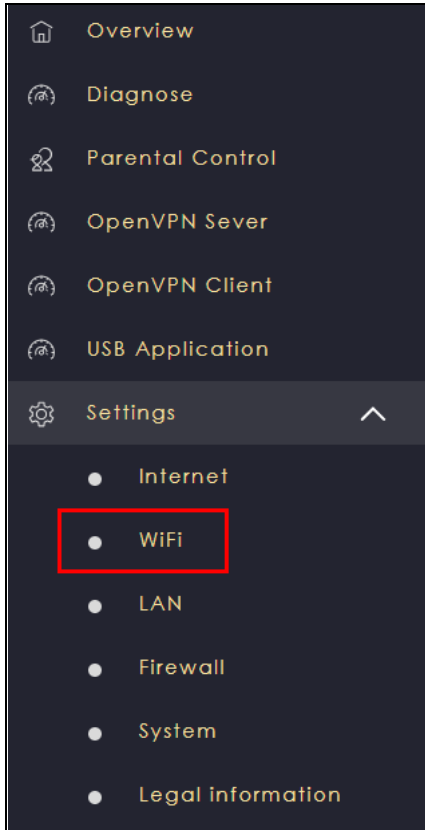 Overview
Diagnose
Parental Control
OpenVPN Sever
OpenVPN Client
USB Application
Settings
Internet
WiFi
LAN
Firewall
System
Legal information